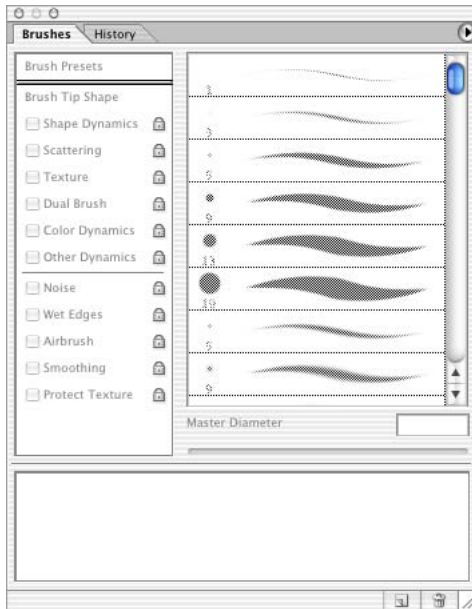 Brushes History
Brush Presets
Brush Tip Shape
Shape Dynamics
Scattering
Texture
Dual Brush
Color Dynamics
Other Dynamics
Noise
Wet Edges
Airbrush
Smoothing
Protect Texture
1
3
5
9
13
19
5
9
Master Diameter